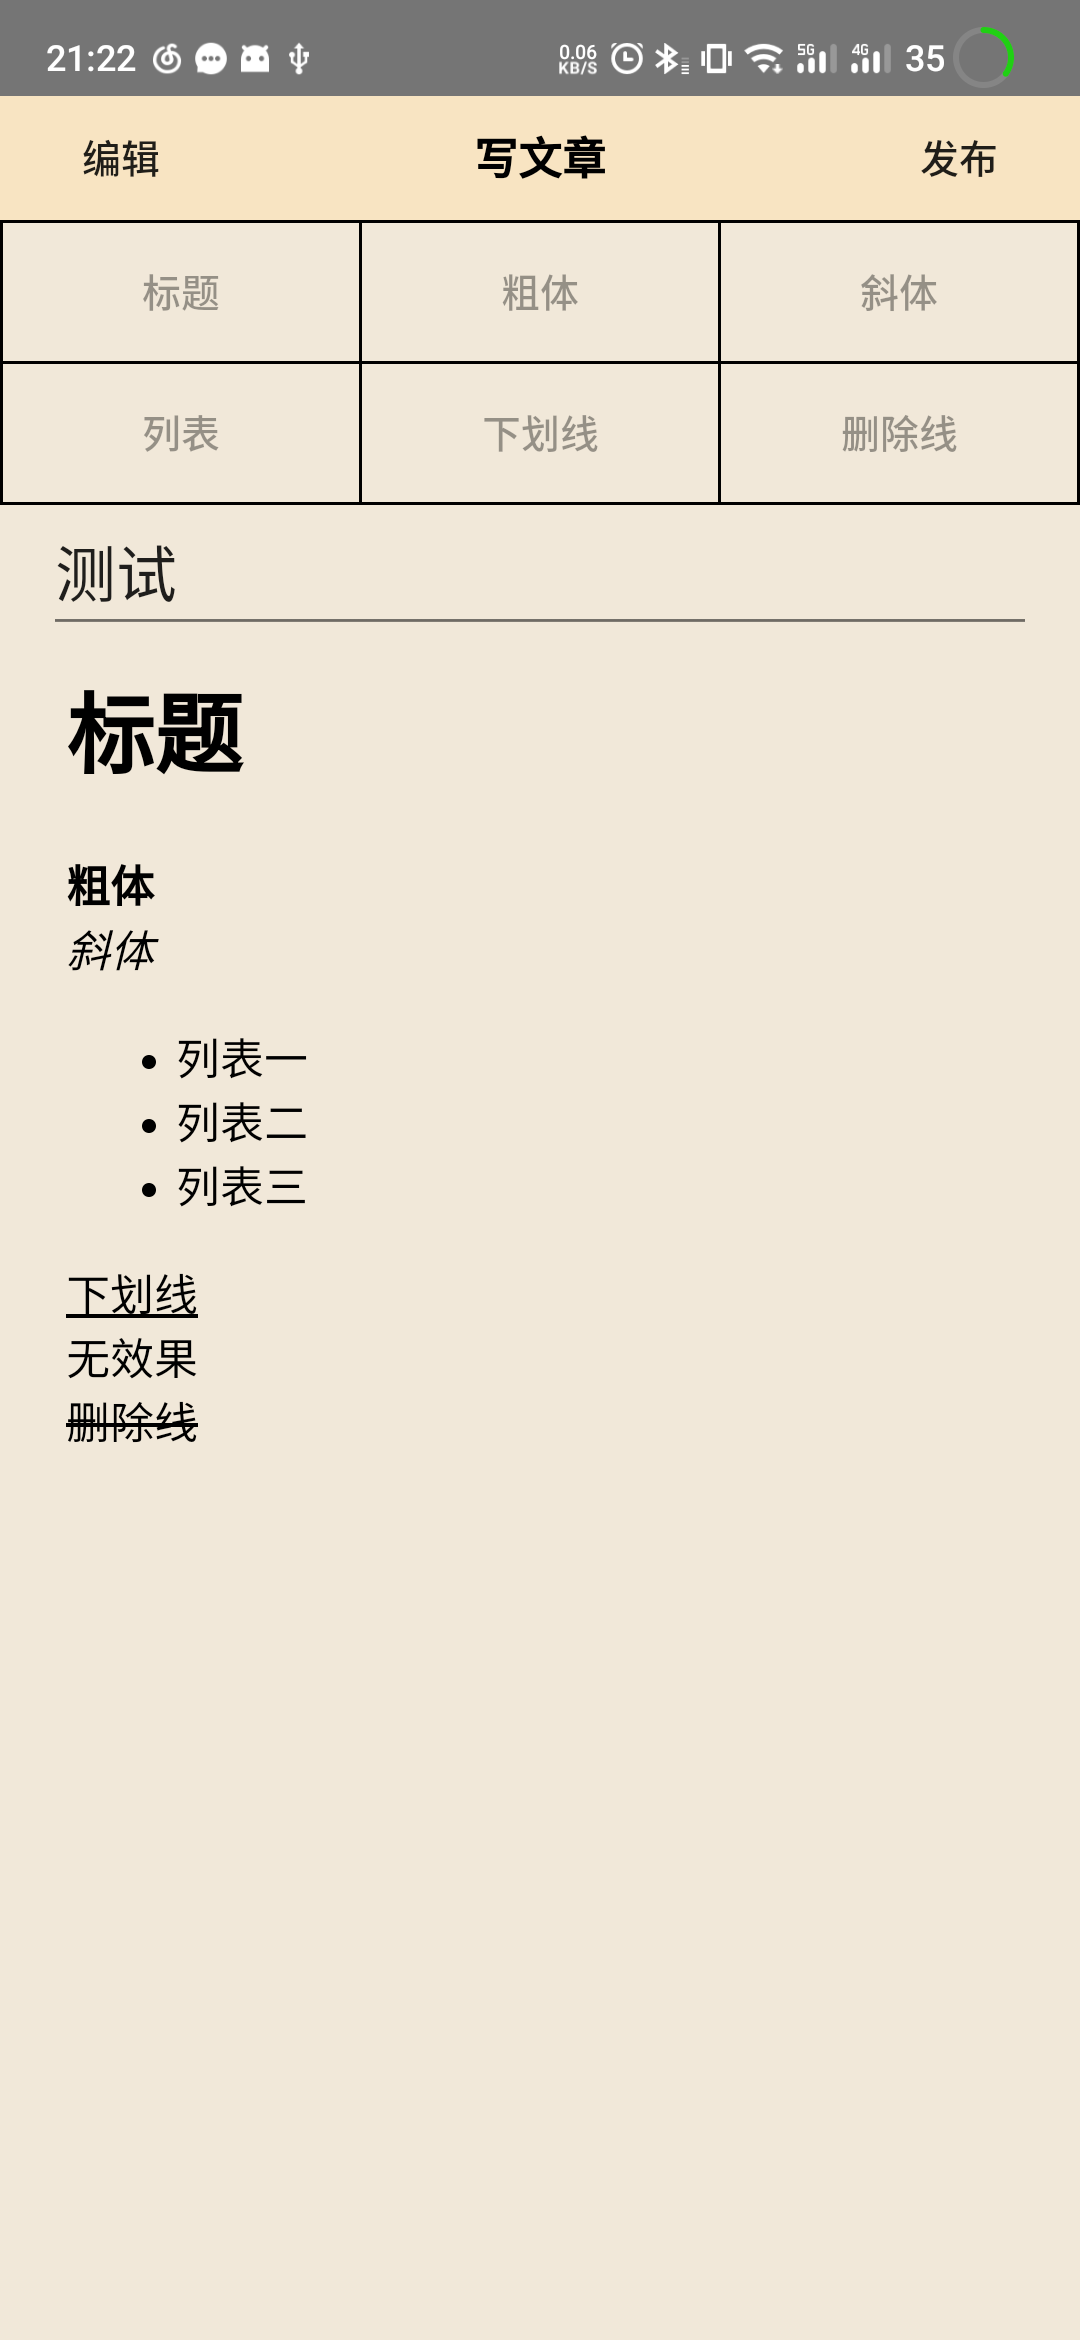 21:22 0.06 KB/S 5G 4G 35
编辑 写文章 发布
标题 粗体 斜体
列表 下划线 删除线
测试
标题
粗体
斜体
• 列表一
• 列表二
• 列表三
下划线
无效果
删除线